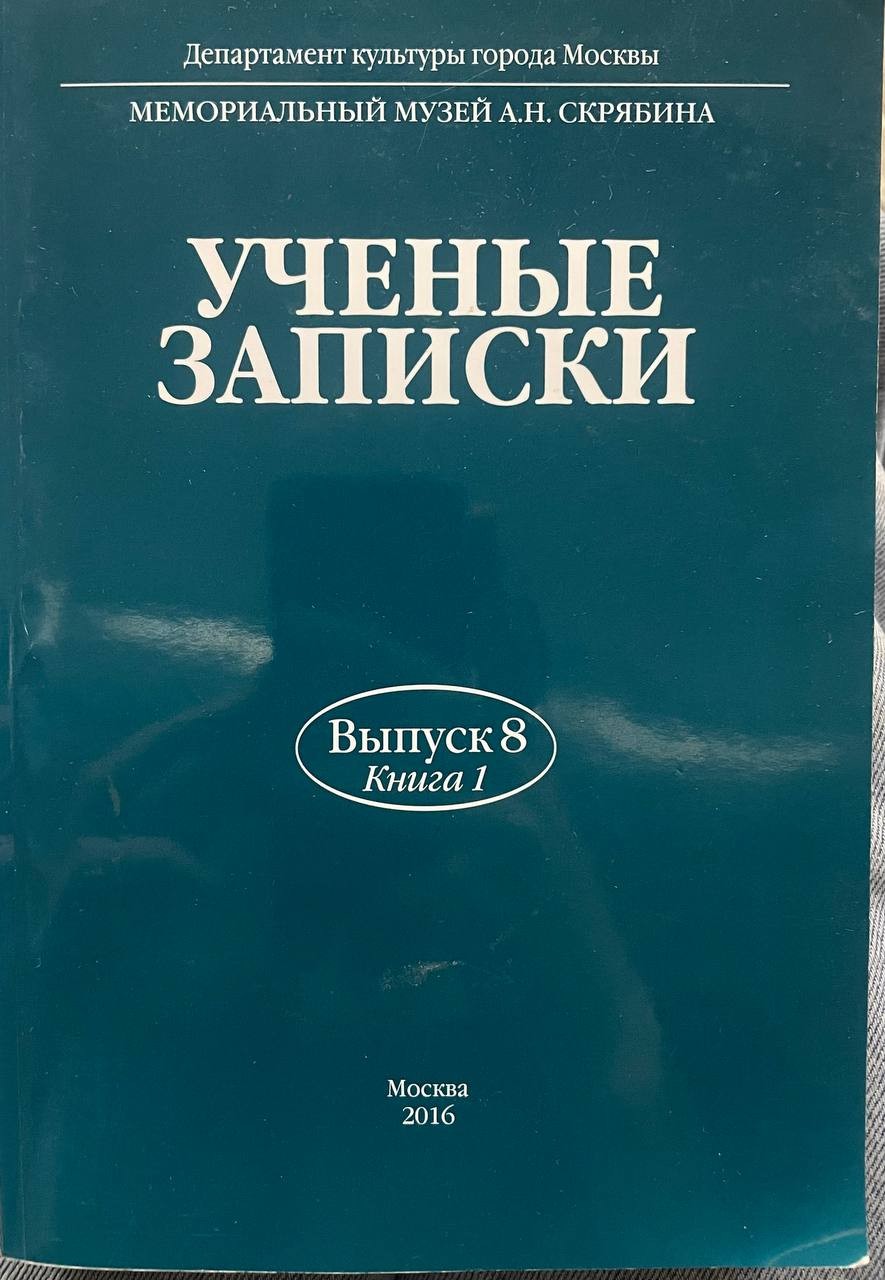 Департамент культуры города Москвы
МЕМОРИАЛЬНЫЙ МУЗЕЙ А.Н. СКРЯБИНА
УЧЕНЫЕ
ЗАПИСКИ
Выпуск 8
Книга 1
Москва
2016